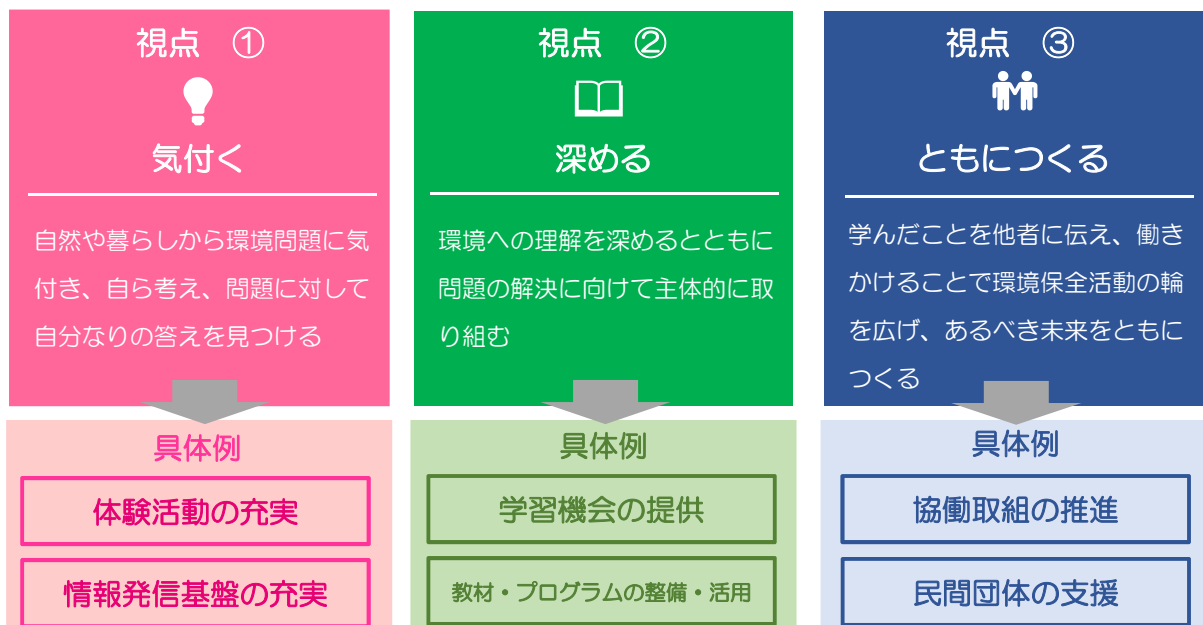 視点 ①
気付く
自然や暮らしから環境問題に気
付き、自ら考え、問題に対して
自分なりの答えを見つける
具体例
体験活動の充実
情報発信基盤の充実
視点 ②
深める
環境への理解を深めるとともに
問題の解決に向けて主体的に取
り組む
具体例
学習機会の提供
教材・プログラムの整備・活用
視点 ③
ともにつくる
学んだことを他者に伝え、働き
かけることで環境保全活動の輪
を広げ、あるべき未来をともに
つくる
具体例
協働取組の推進
民間団体の支援